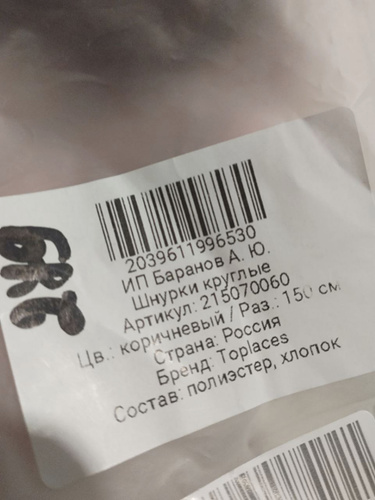 2039611996530
ИП Баранов А. Ю.
Шнурки круглые
Артикул: 215070060
Цв.: коричневый / Раз.: 150 см
Страна: Россия
Бренд: Toplaces
Состав: полиэстер, хлопок